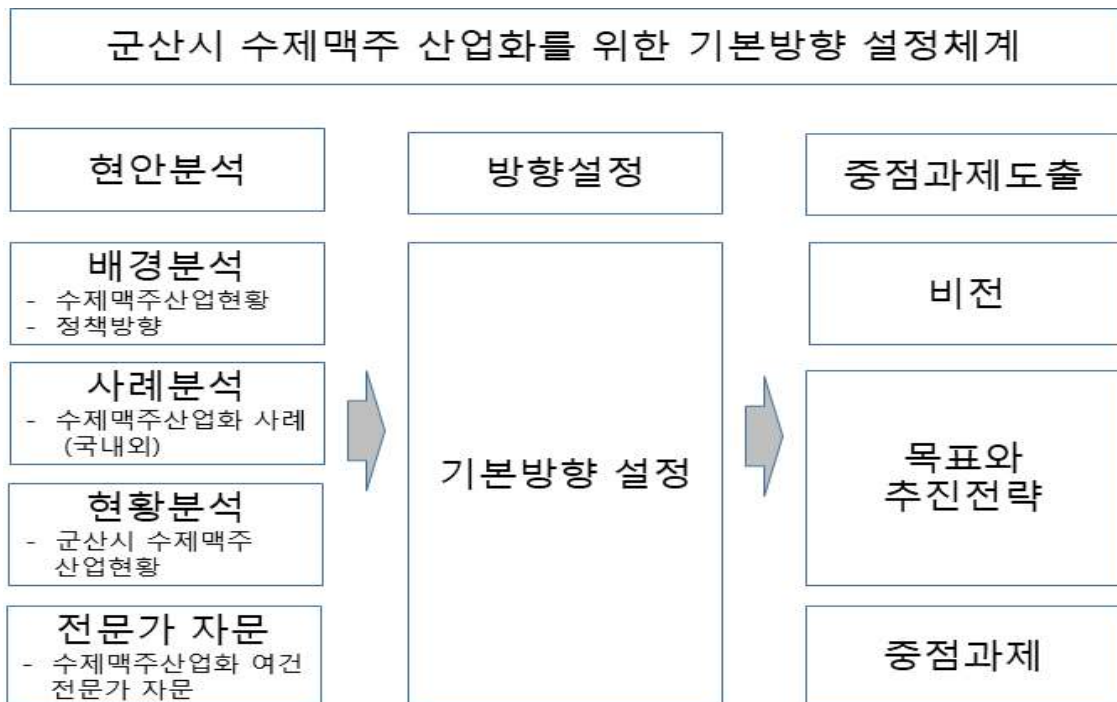 군산시 수제맥주 산업화를 위한 기본방향 설정체계
현안분석
방향설정
중점과제도출
배경분석
- 수제맥주산업현황
- 정책방향
사례분석
- 수제맥주산업화 사례
(국내외)
현황분석
- 군산시 수제맥주
산업현황
전문가 자문
- 수제맥주산업화 여건
전문가 자문
기본방향 설정
비전
목표와
추진전략
중점과제